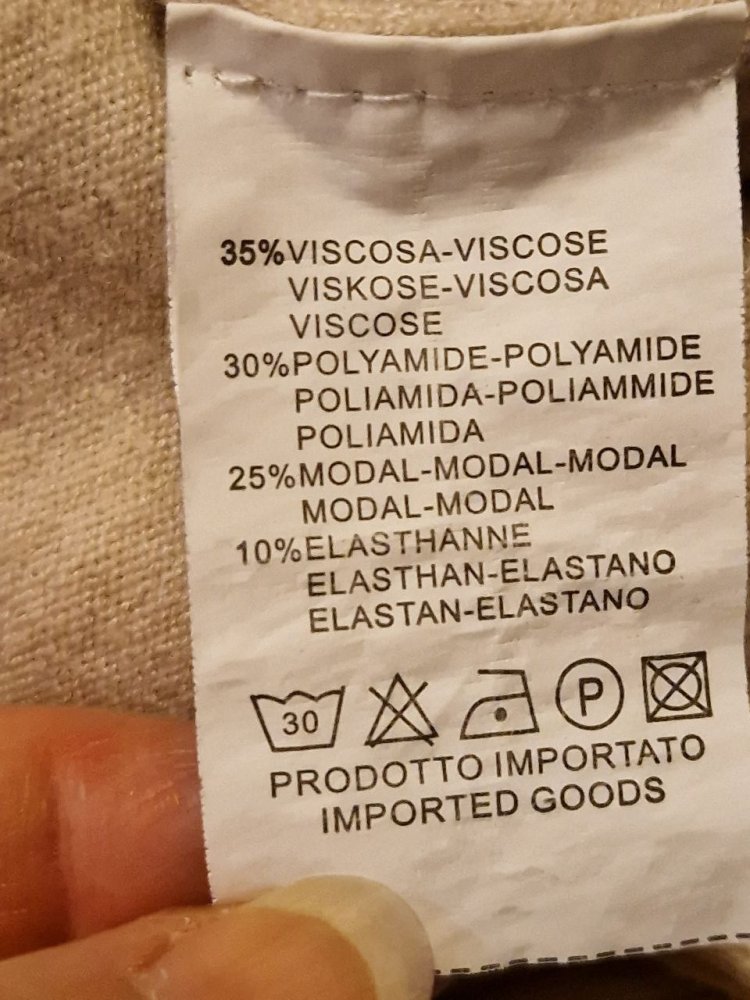 35%VISCOSA-VISCOSE
VISKOSE-VISCOSA
VISCOSE
30%POLYAMIDE-POLYAMIDE
POLIAMIDA-POLIAMMIDE
POLIAMIDA
25%MODAL-MODAL-MODAL
MODAL-MODAL
10%ELASTHANNE
ELASTHAN-ELASTANO
ELASTAN-ELASTANO
30 P
PRODOTTO IMPORTATO
IMPORTED GOODS